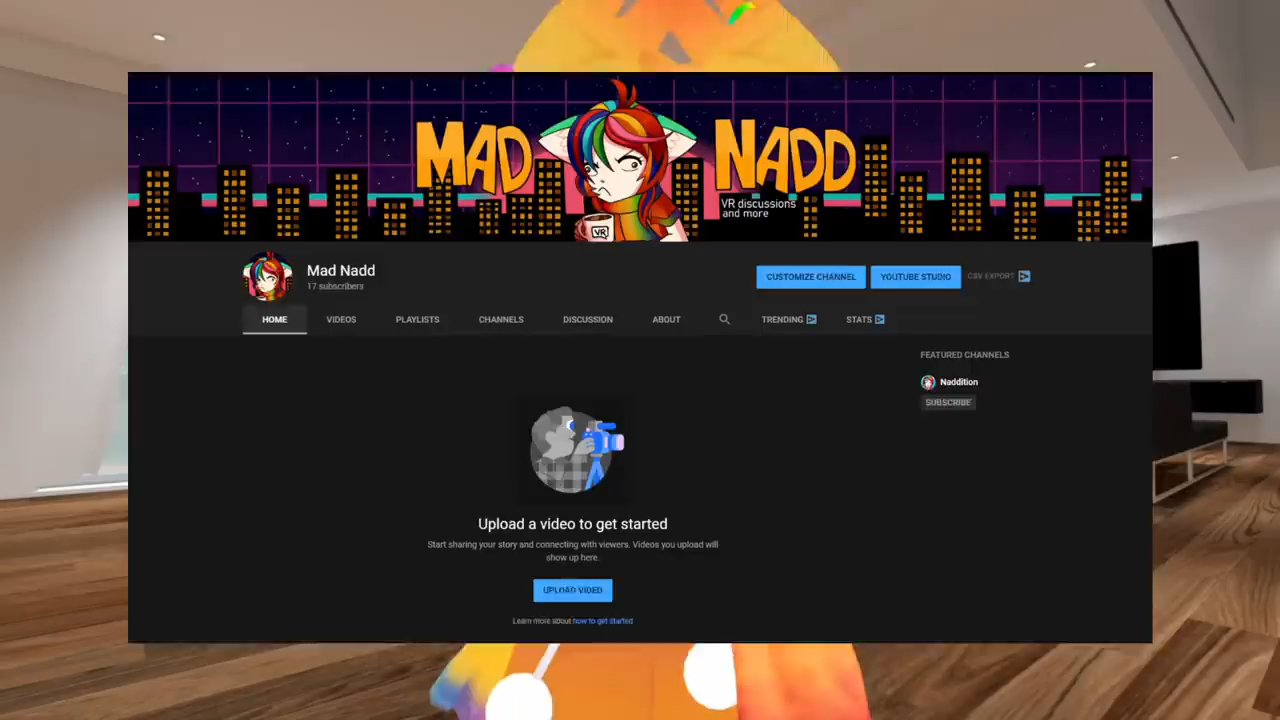 MAD NADD
VR discussions
and more
VR
Mad Nadd
17 subscribers
CUSTOMIZE CHANNEL
YOUTUBE STUDIO
CSV EXPORT
HOME
VIDEOS
PLAYLISTS
CHANNELS
DISCUSSION
ABOUT
TRENDING
STATS
FEATURED CHANNELS
Naddition
SUBSCRIBE
Upload a video to get started
Start sharing your story and connecting with viewers. Videos you upload will
show up here.
UPLOAD VIDEO
Learn more about how to get started